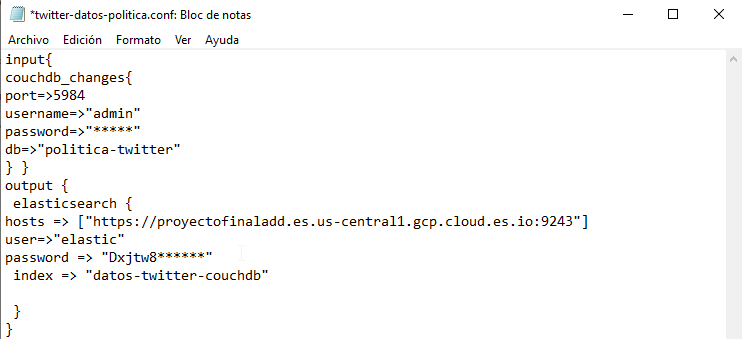 *twitter-datos-politica.conf: Bloc de notas
Archivo Edición Formato Ver Ayuda
input{
couchdb_changes{
port=>5984
username=>"admin"
password=>"*****"
db=>"politica-twitter"
} }
output {
 elasticsearch {
hosts => ["https://proyectofinaladd.es.us-central1.gcp.cloud.es.io:9243"]
user=>"elastic"
password => "Dxjtw8******"
 index => "datos-twitter-couchdb"

 }
}